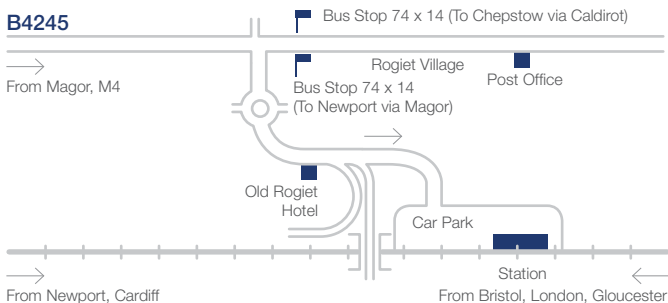 B4245
Bus Stop 74 x 14 (To Chepstow via Caldirot)
From Magor, M4
Rogiet Village
Post Office
Bus Stop 74 x 14
(To Newport via Magor)
Old Rogiet
Hotel
Car Park
Station
From Newport, Cardiff
From Bristol, London, Gloucester